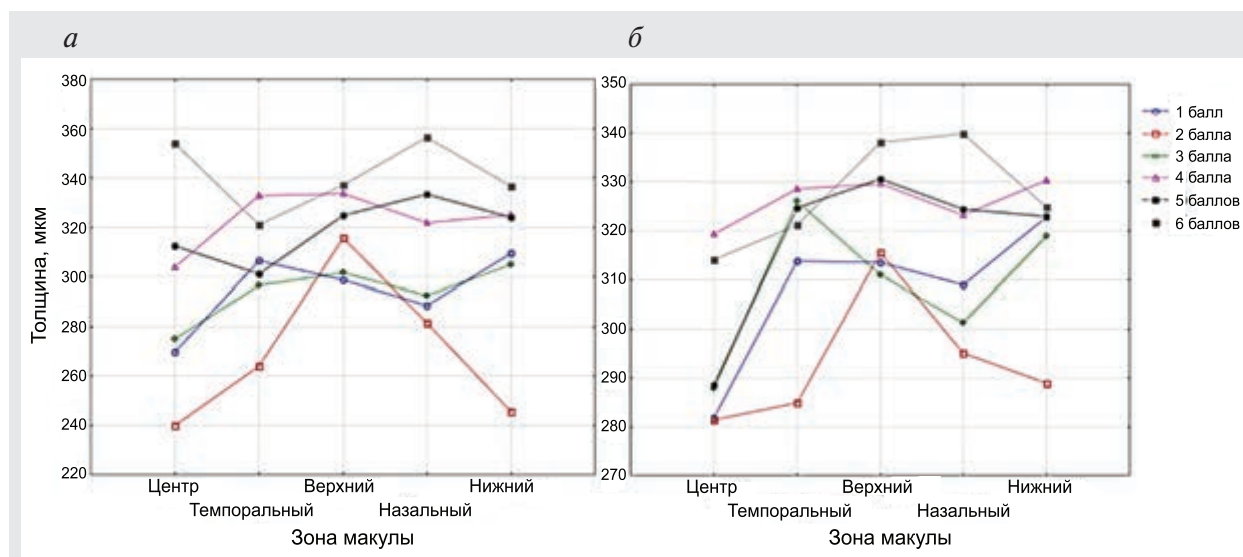 а
б
Толщина, мкм
380
360
340
320
300
280
260
240
220
Центр
Темпоральный
Верхний
Назальный
Нижний
Зона макулы
350
340
330
320
310
300
290
280
270
Центр
Темпоральный
Верхний
Назальный
Нижний
Зона макулы
1 балл
2 балла
3 балла
4 балла
5 баллов
6 баллов